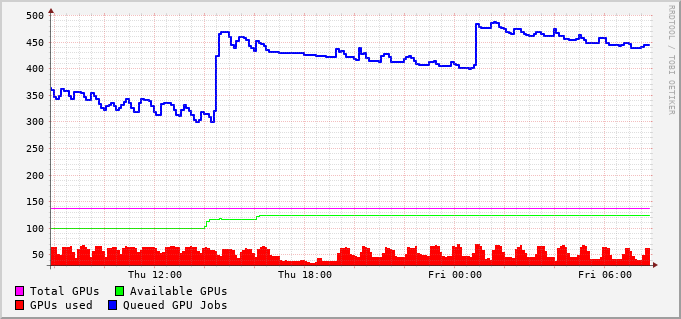 500
450
400
350
300
250
200
150
100
50
Thu 12:00 Thu 18:00 Fri 00:00 Fri 06:00
Total GPUs Available GPUs
GPUs used Queued GPU Jobs
RRDTOOL / TOBI OETIKER